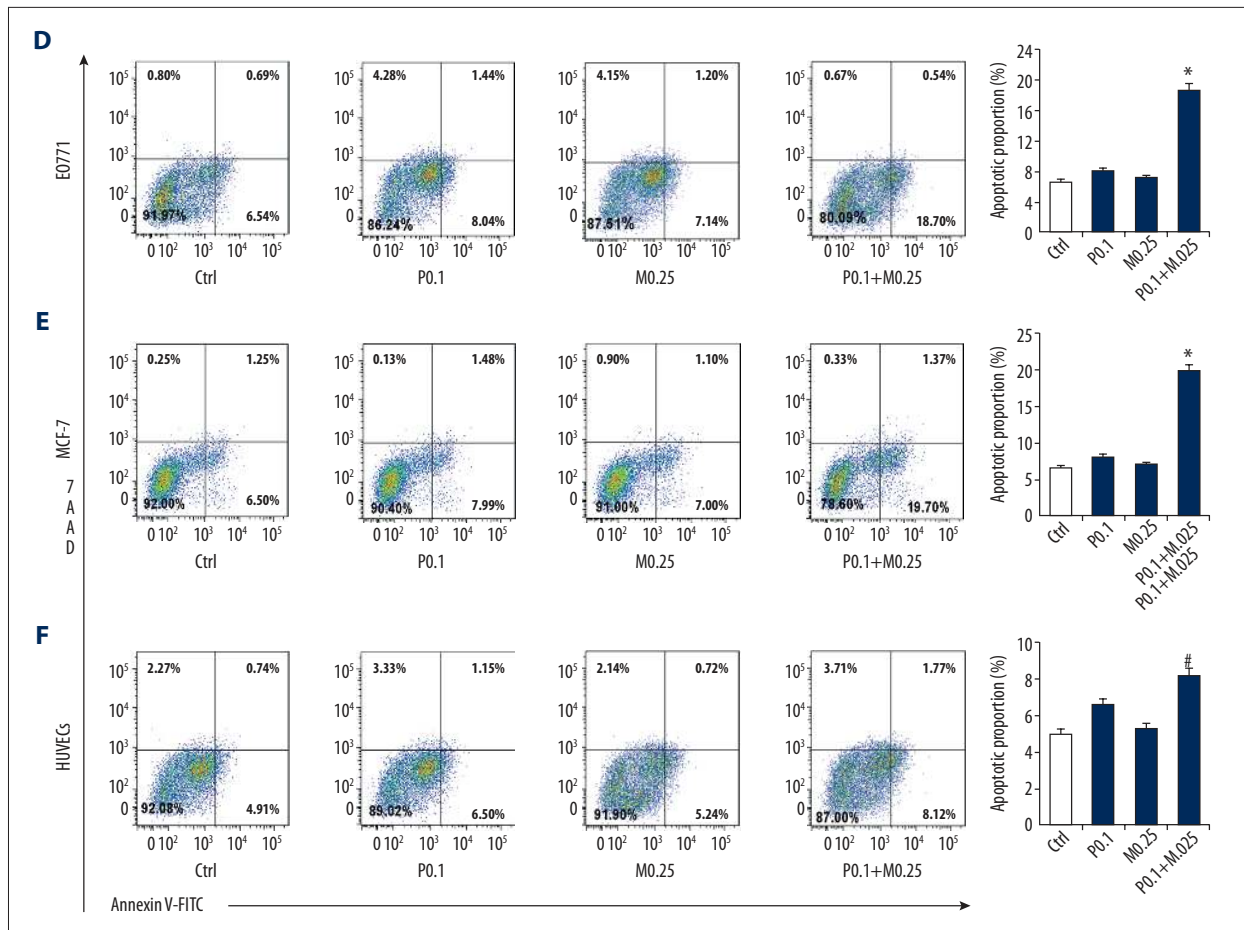 D
E0771
10⁵
10⁴
10³
10²
0
0.80% 0.69%
91.97% 6.54%
0 10² 10³ 10⁴ 10⁵
Ctrl
10⁵
10⁴
10³
10²
0
4.28% 1.44%
86.24% 8.04%
0 10² 10³ 10⁴ 10⁵
P0.1
10⁵
10⁴
10³
10²
0
4.15% 1.20%
87.51% 7.14%
0 10² 10³ 10⁴ 10⁵
M0.25
10⁵
10⁴
10³
10²
0
0.67% 0.54%
80.09% 18.70%
0 10² 10³ 10⁴ 10⁵
P0.1+M0.25
Apoptotic proportion (%)
24
20
16
12
8
4
0
*
Ctrl
P0.1
M0.25
P0.1+M.025
E
MCF-7
7
A
A
D
10⁵
10⁴
10³
10²
0
0.25% 1.25%
92.00% 6.50%
0 10² 10³ 10⁴ 10⁵
Ctrl
10⁵
10⁴
10³
10²
0
0.13% 1.48%
90.40% 7.99%
0 10² 10³ 10⁴ 10⁵
P0.1
10⁵
10⁴
10³
10²
0
0.90% 1.10%
91.00% 7.00%
0 10² 10³ 10⁴ 10⁵
M0.25
10⁵
10⁴
10³
10²
0
0.33% 1.37%
78.60% 19.70%
0 10² 10³ 10⁴ 10⁵
P0.1+M0.25
Apoptotic proportion (%)
25
20
15
10
5
0
*
Ctrl
P0.1
M0.25
P0.1+M.025
P0.1+M.025
F
HUVECs
10⁵
10⁴
10³
10²
0
2.27% 0.74%
92.08% 4.91%
0 10² 10³ 10⁴ 10⁵
Ctrl
10⁵
10⁴
10³
10²
0
3.33% 1.15%
89.02% 6.50%
0 10² 10³ 10⁴ 10⁵
P0.1
10⁵
10⁴
10³
10²
0
2.14% 0.72%
91.90% 5.24%
0 10² 10³ 10⁴ 10⁵
M0.25
10⁵
10⁴
10³
10²
0
3.71% 1.77%
87.00% 8.12%
0 10² 10³ 10⁴ 10⁵
P0.1+M0.25
Apoptotic proportion (%)
10
8
6
4
2
0
#
Ctrl
P0.1
M0.25
P0.1+M.025
Annexin V-FITC